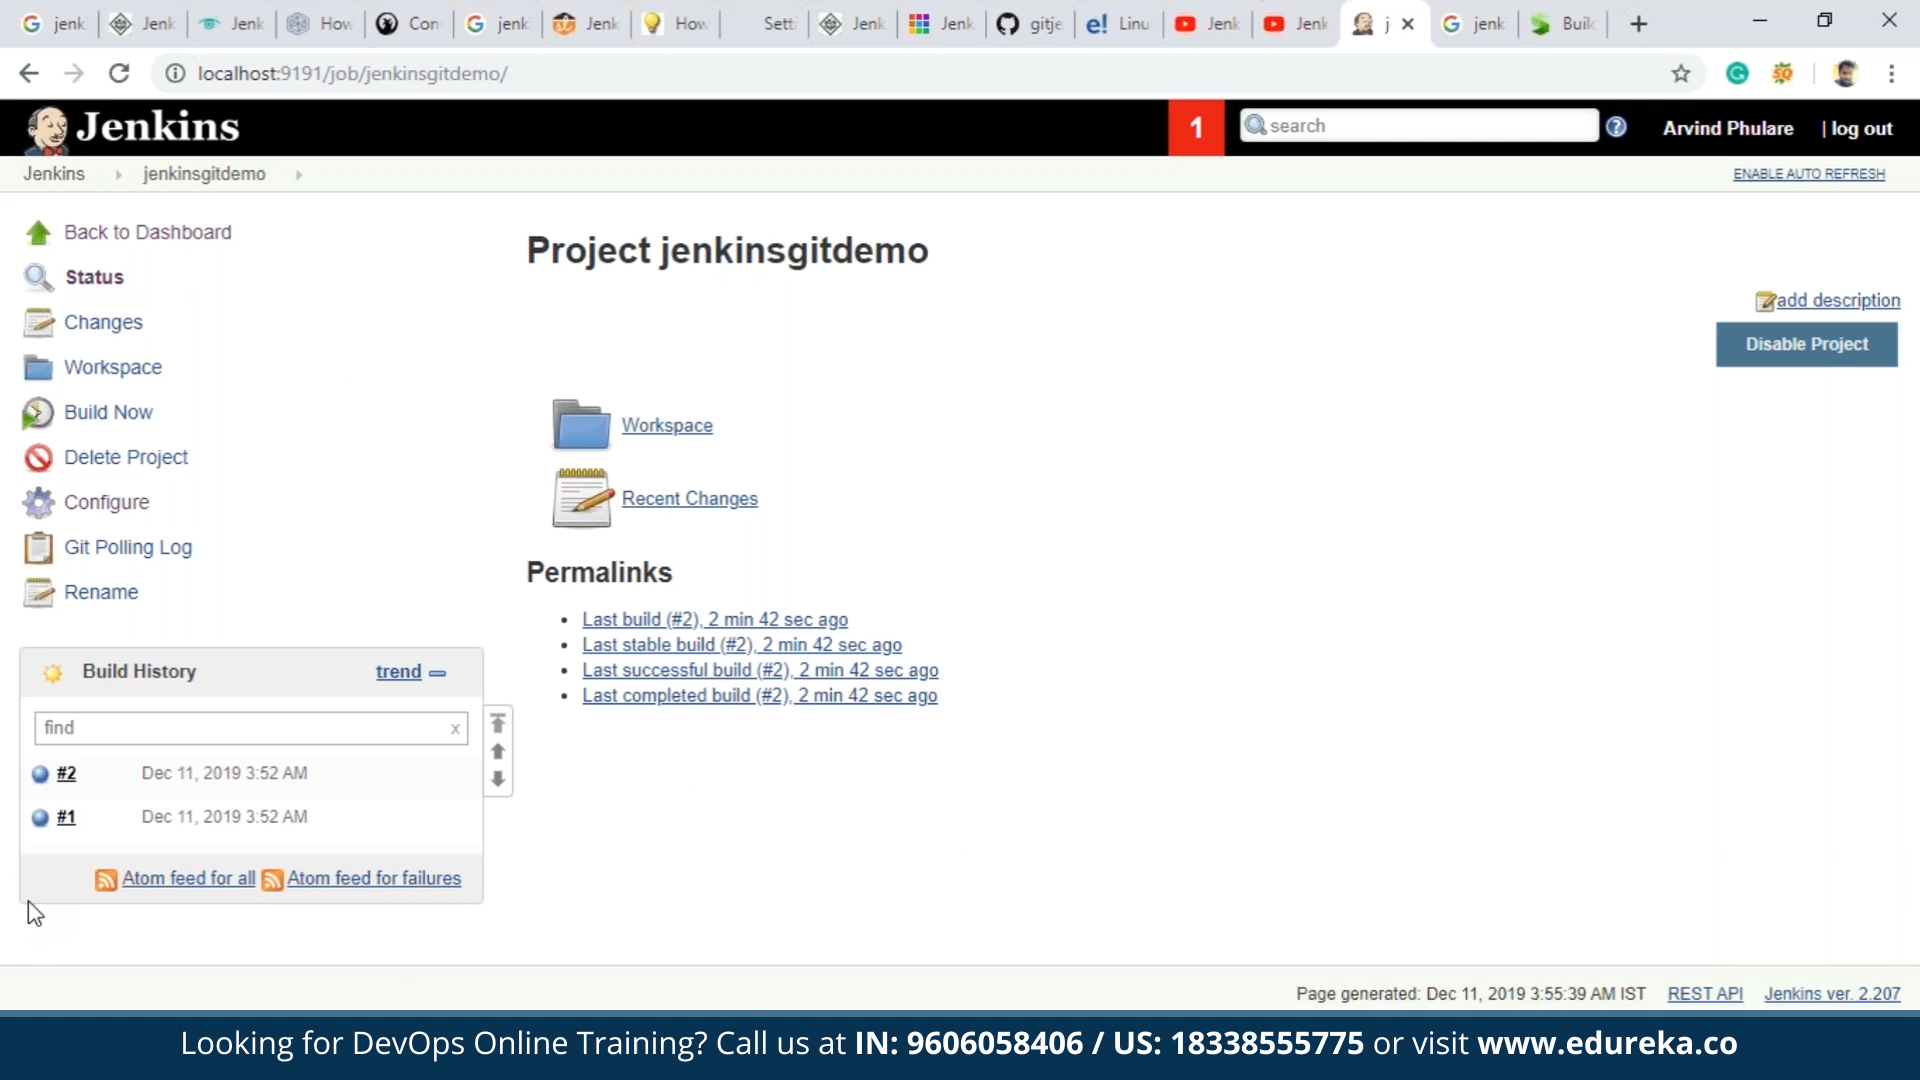 jenk Jenk Jenk How Con jenk Jenk How Setti Jenk Jenk gitje Linu Jenk Jenk j jenk Builc
localhost:9191/job/jenkinsgitdemo/
Jenkins 1 search Arvind Phulare | log out
Jenkins jenkinsgitdemo ENABLE AUTO REFRESH
Back to Dashboard
Status
Changes
Workspace
Build Now
Delete Project
Configure
Git Polling Log
Rename
Project jenkinsgitdemo
add description
Disable Project
Workspace
Recent Changes
Permalinks
Last build (#2), 2 min 42 sec ago
Last stable build (#2), 2 min 42 sec ago
Last successful build (#2), 2 min 42 sec ago
Last completed build (#2), 2 min 42 sec ago
Build History trend
find x
#2 Dec 11, 2019 3:52 AM
#1 Dec 11, 2019 3:52 AM
Atom feed for all Atom feed for failures
Page generated: Dec 11, 2019 3:55:39 AM IST REST API Jenkins ver. 2.207
Looking for DevOps Online Training? Call us at IN: 9606058406 / US: 18338555775 or visit www.edureka.co